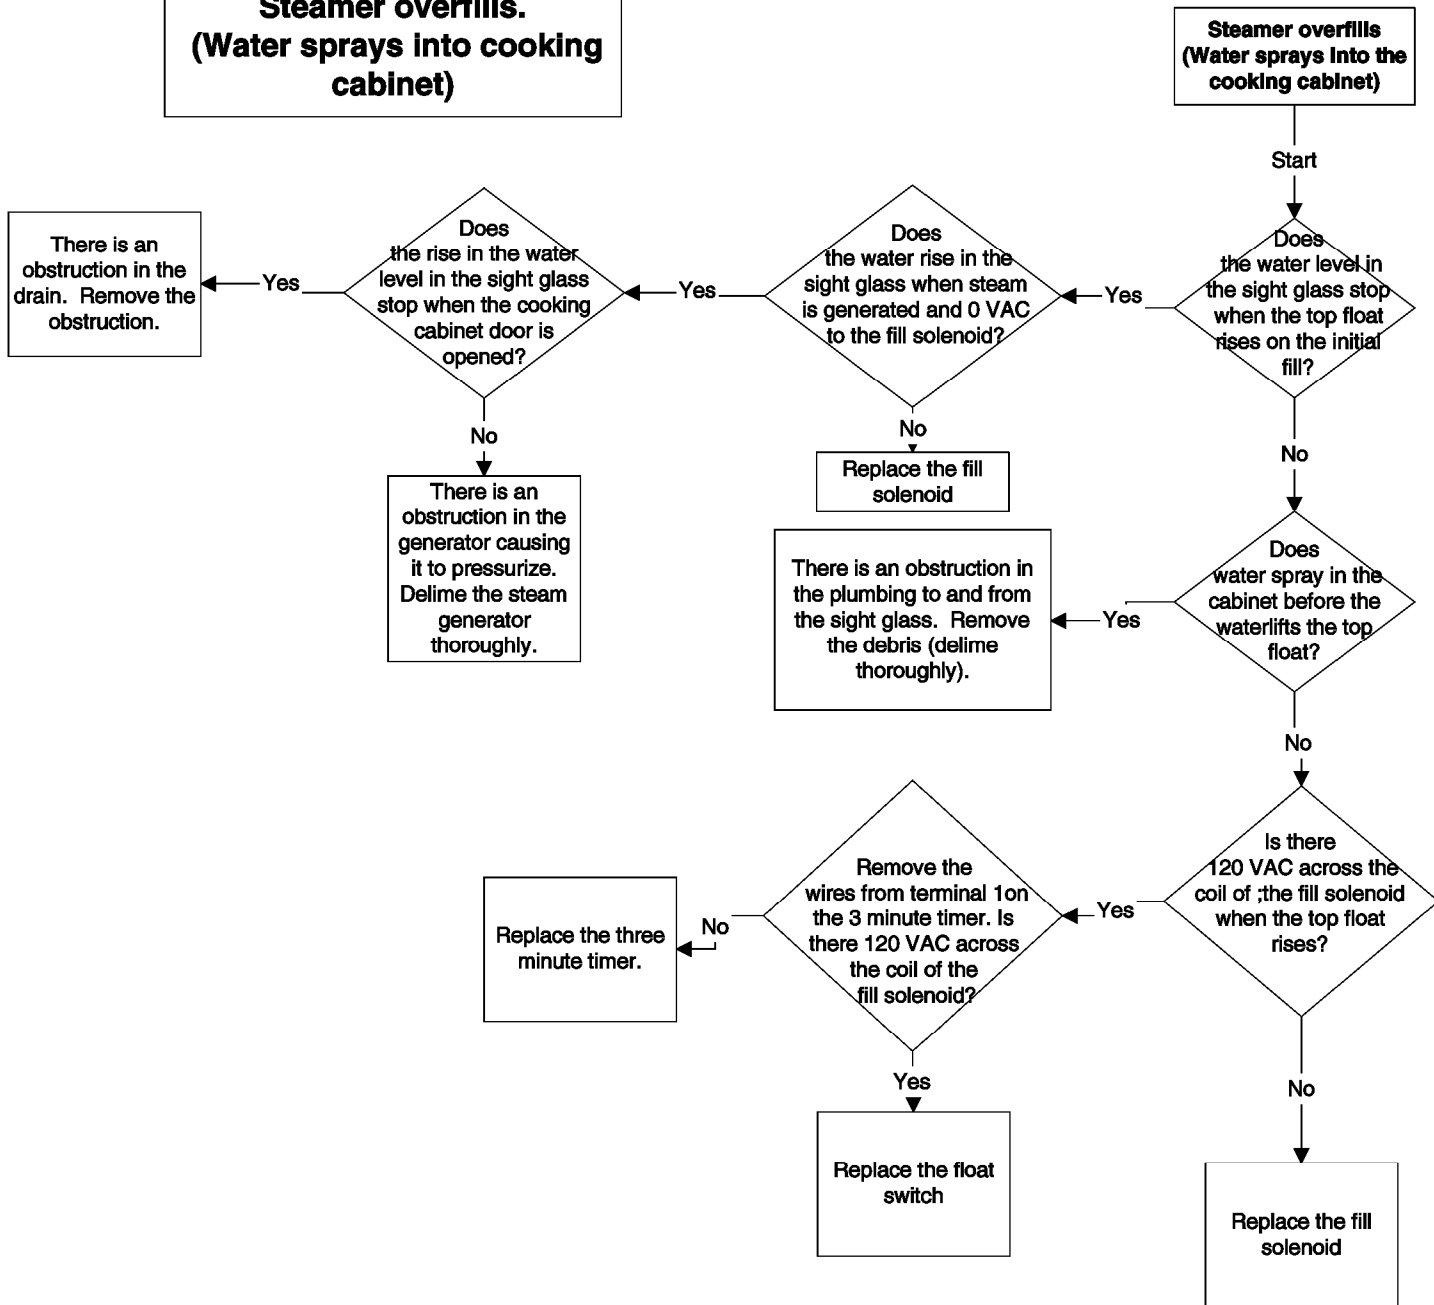 Steamer overfills.
(Water sprays into cooking
cabinet)
Steamer overfills
(Water sprays into the
cooking cabinet)
Start
Does
the water level in
the sight glass stop
when the top float
rises on the initial
fill?
Yes
Does
the water rise in the
sight glass when steam
is generated and 0 VAC
to the fill solenoid?
Yes
Does
the rise in the water
level in the sight glass
stop when the cooking
cabinet door is
opened?
Yes
There is an
obstruction in the
drain.  Remove the
obstruction.
No
There is an
obstruction in the
generator causing
it to pressurize.
Delime the steam
generator
thoroughly.
No
Replace the fill
solenoid
No
Does
water spray in the
cabinet before the
waterlifts the top
float?
Yes
There is an obstruction in
the plumbing to and from
the sight glass.  Remove
the debris (delime
thoroughly).
No
Is there
120 VAC across the
coil of ;the fill solenoid
when the top float
rises?
Yes
Remove the
wires from terminal 1on
the 3 minute timer. Is
there 120 VAC across
the coil of the
fill solenoid?
No
Replace the three
minute timer.
Yes
Replace the float
switch
No
Replace the fill
solenoid